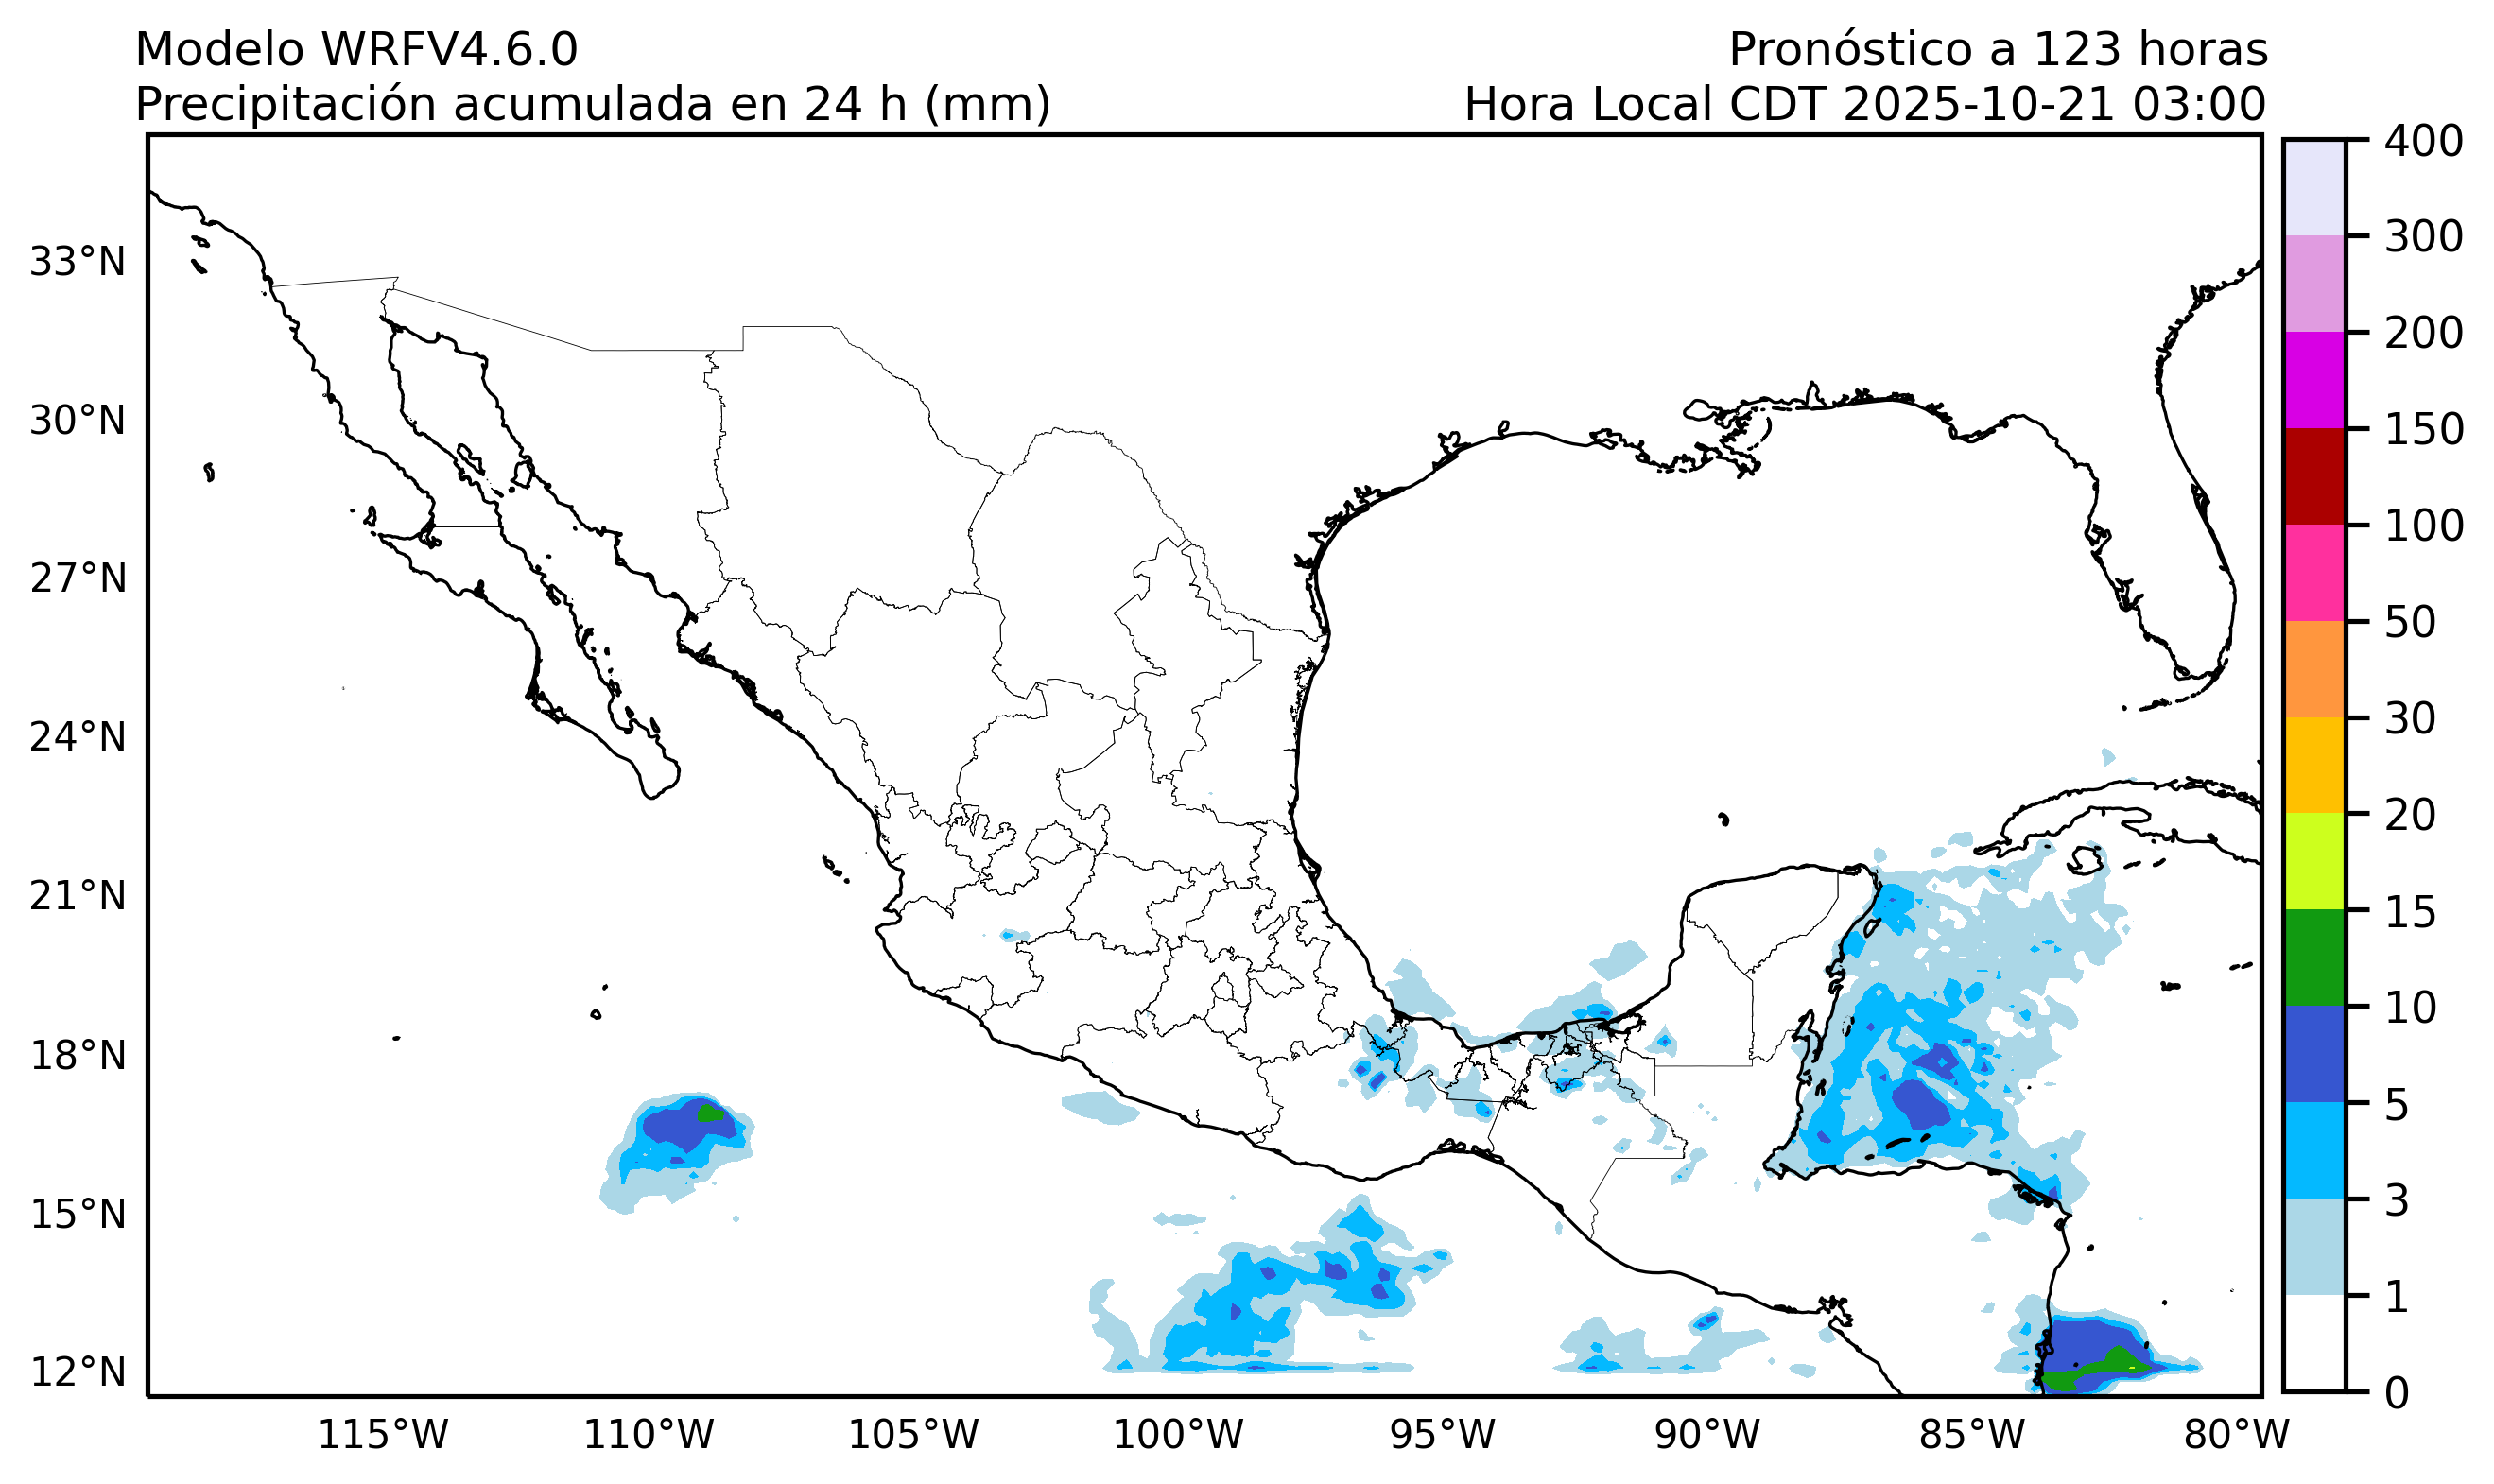 Modelo WRFV4.6.0
Pronóstico a 123 horas
Precipitación acumulada en 24 h (mm)
Hora Local CDT 2025-10-21 03:00
400
300
200
150
100
50
30
20
15
10
5
3
1
0
33°N
30°N
27°N
24°N
21°N
18°N
15°N
12°N
115°W
110°W
105°W
100°W
95°W
90°W
85°W
80°W